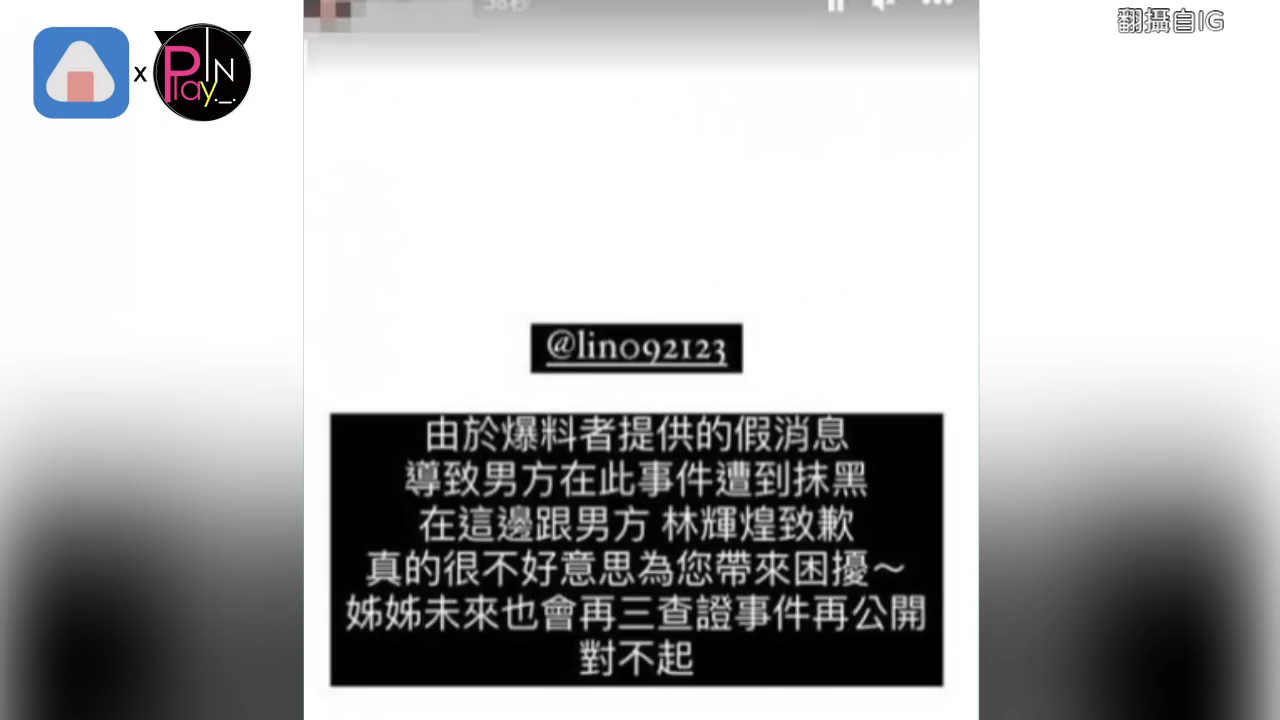 翻攝自IG
x
PlayIN._.
@lin092123
由於爆料者提供的假消息
導致男方在此事件遭到抹黑
在這邊跟男方 林輝煌致歉
真的很不好意思為您帶來困擾～
姊姊未來也會再三查證事件再公開
對不起